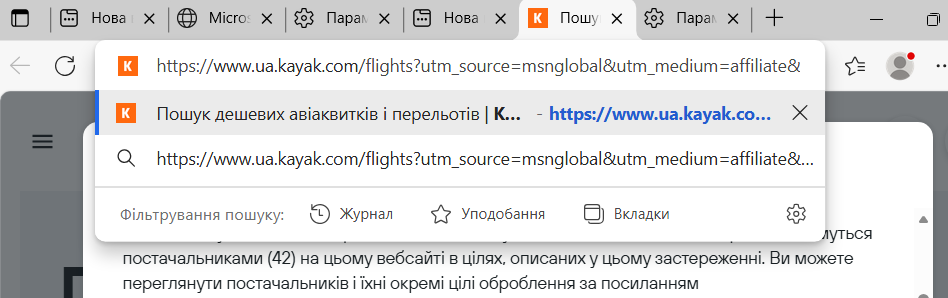 Нова
Micros
Парам
Нова
Пошу
Парам
K https://www.ua.kayak.com/flights?utm_source=msnglobal&utm_medium=affiliate&
K Пошук дешевих авіаквитків і перельотів | K... - https://www.ua.kayak.co...
https://www.ua.kayak.com/flights?utm_source=msnglobal&utm_medium=affiliate&...
Фільтрування пошуку: Журнал Уподобання Вкладки
постачальниками (42) на цьому вебсайті в цілях, описаних у цьому застереженні. Ви можете
переглянути постачальників і їхні окремі цілі оброблення за посиланням